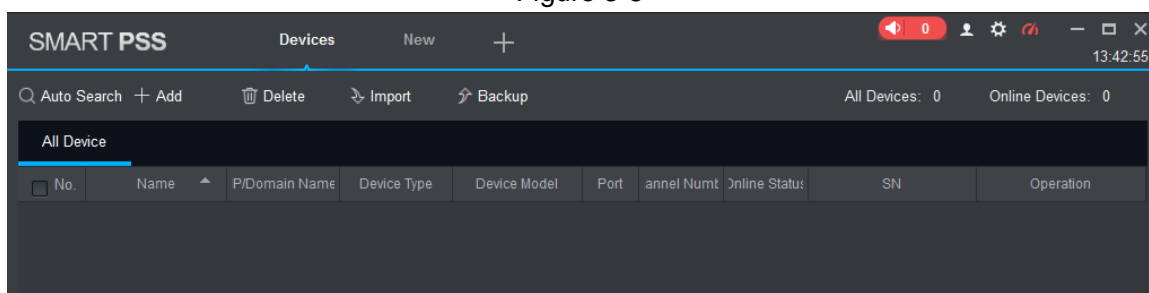 SMART PSS Devices New 0
13:42:55
Auto Search Add Delete Import Backup All Devices: 0 Online Devices: 0
All Device
No. Name P/Domain Name Device Type Device Model Port annel Numb Online Status SN Operation